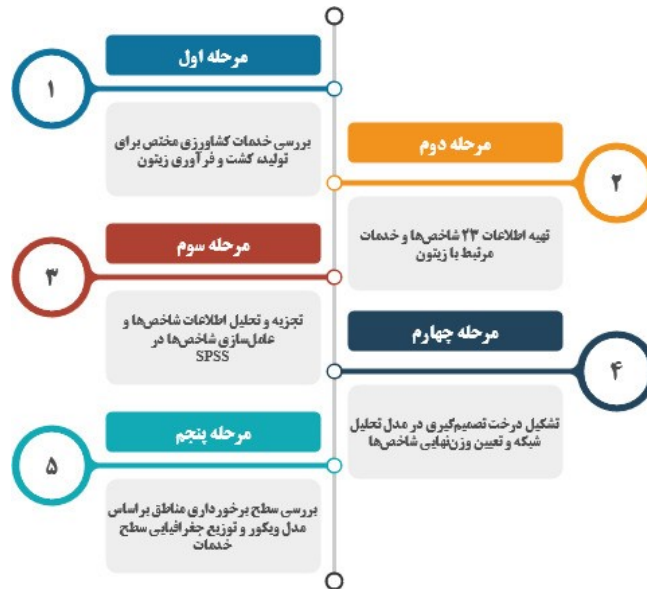 مرحله اول
۱
بررسی خدمات کشاورزی مختص برای
تولید، کشت و فرآوری زیتون
مرحله دوم
۲
تهیه اطلاعات ۲۳ شاخص‌ها و خدمات
مرتبط با زیتون
مرحله سوم
۳
تجزیه و تحلیل اطلاعات شاخص‌ها و
عامل‌سازی شاخص‌ها در
SPSS
مرحله چهارم
۴
تشکیل درخت تصمیم‌گیری در مدل تحلیل
شبکه و تعیین وزن‌نهایی شاخص‌ها
مرحله پنجم
۵
بررسی سطح برخورداری مناطق براساس
مدل ویکور و توزیع جغرافیایی سطح
خدمات